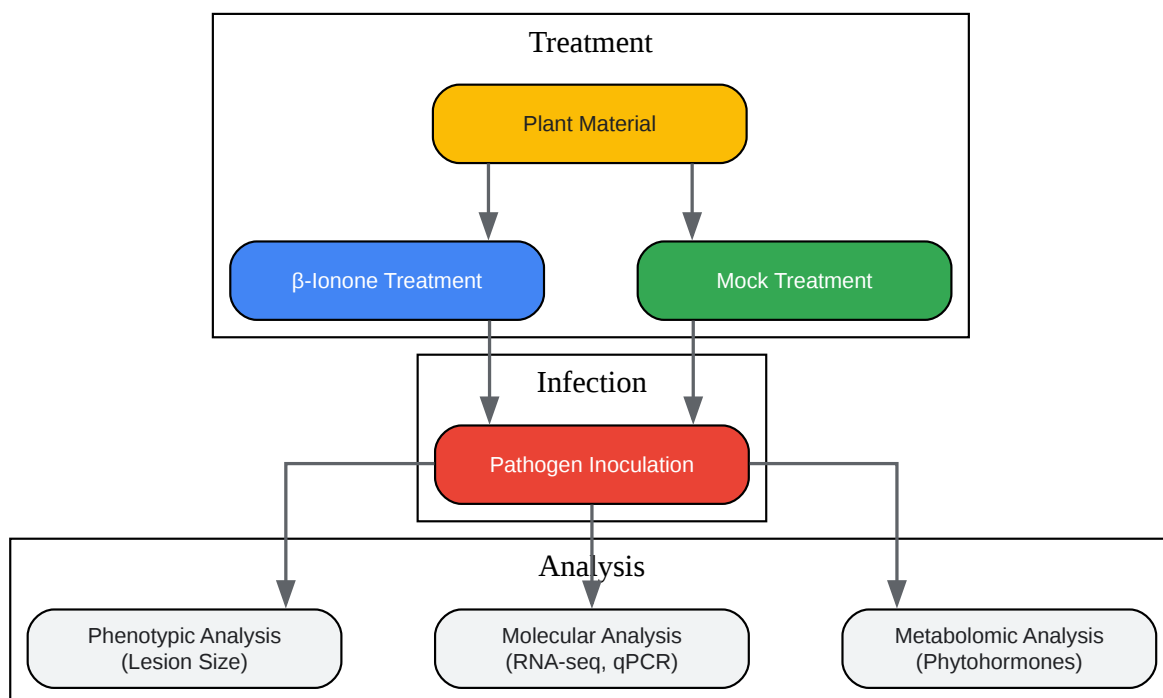 Treatment
Plant Material
β-Ionone Treatment
Mock Treatment
Infection
Pathogen Inoculation
Analysis
Phenotypic Analysis
(Lesion Size)
Molecular Analysis
(RNA-seq, qPCR)
Metabolomic Analysis
(Phytohormones)